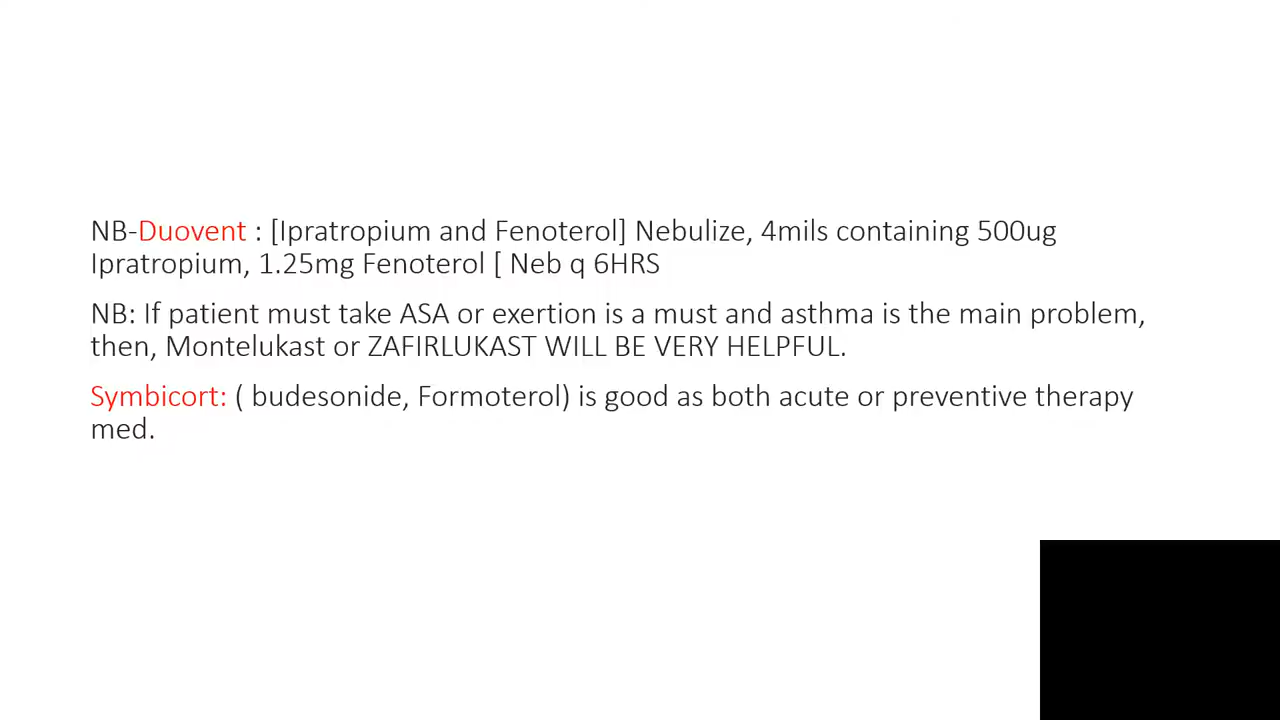 NB-Duovent : [Ipratropium and Fenoterol] Nebulize, 4mils containing 500ug
Ipratropium, 1.25mg Fenoterol [ Neb q 6HRS
NB: If patient must take ASA or exertion is a must and asthma is the main problem,
then, Montelukast or ZAFIRLUKAST WILL BE VERY HELPFUL.
Symbicort: ( budesonide, Formoterol) is good as both acute or preventive therapy
med.